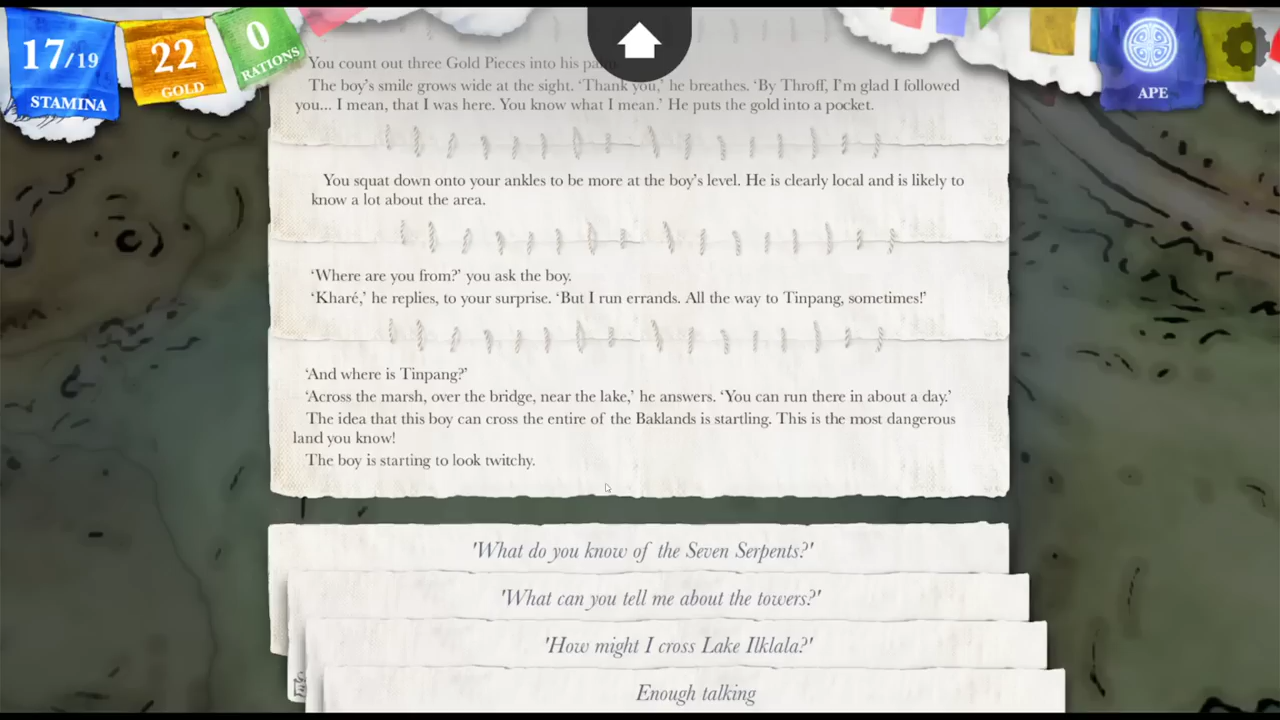 17/19
STAMINA
22
GOLD
0
RATIONS
APE
You count out three Gold Pieces into his
The boy's smile grows wide at the sight. 'Thank you,' he breathes. 'By Throff, I'm glad I followed
you... I mean, that I was here. You know what I mean.' He puts the gold into a pocket.
You squat down onto your ankles to be more at the boy's level. He is clearly local and is likely to
know a lot about the area.
'Where are you from?' you ask the boy.
'Kharé,' he replies, to your surprise. 'But I run errands. All the way to Tinpang, sometimes!'
'And where is Tinpang?'
'Across the marsh, over the bridge, near the lake,' he answers. 'You can run there in about a day.'
The idea that this boy can cross the entire of the Baklands is startling. This is the most dangerous
land you know!
The boy is starting to look twitchy.
'What do you know of the Seven Serpents?'
'What can you tell me about the towers?'
'How might I cross Lake Ilklala?'
Enough talking